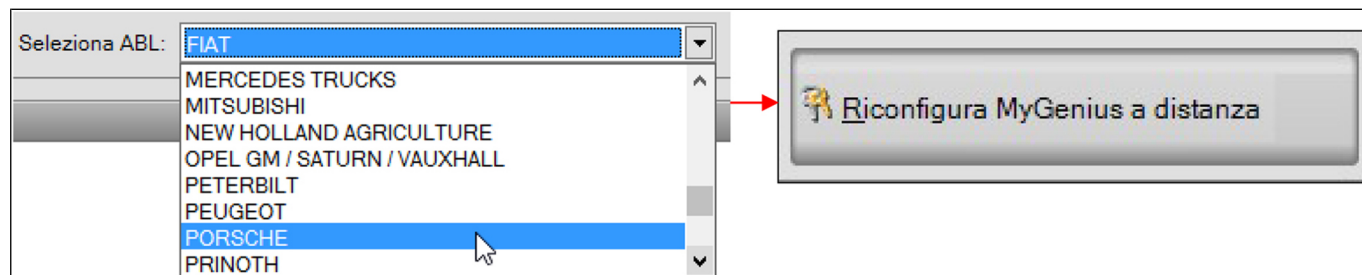 Seleziona ABL: FIAT
MERCEDES TRUCKS
MITSUBISHI
NEW HOLLAND AGRICULTURE
OPEL GM / SATURN / VAUXHALL
PETERBILT
PEUGEOT
PORSCHE
PRINOTH
Riconfigura MyGenius a distanza